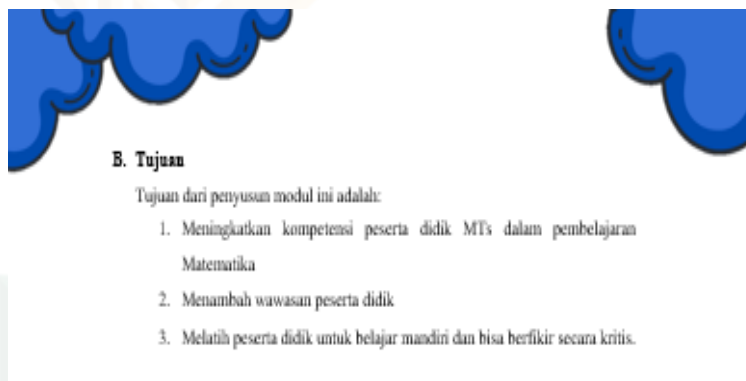 B. Tujuan
Tujuan dari penyusun modul ini adalah:
1. Meningkatkan kompetensi peserta didik MTs dalam pembelajaran
Matematika
2. Menambah wawasan peserta didik
3. Melatih peserta didik untuk belajar mandiri dan bisa berfikir secara kritis.